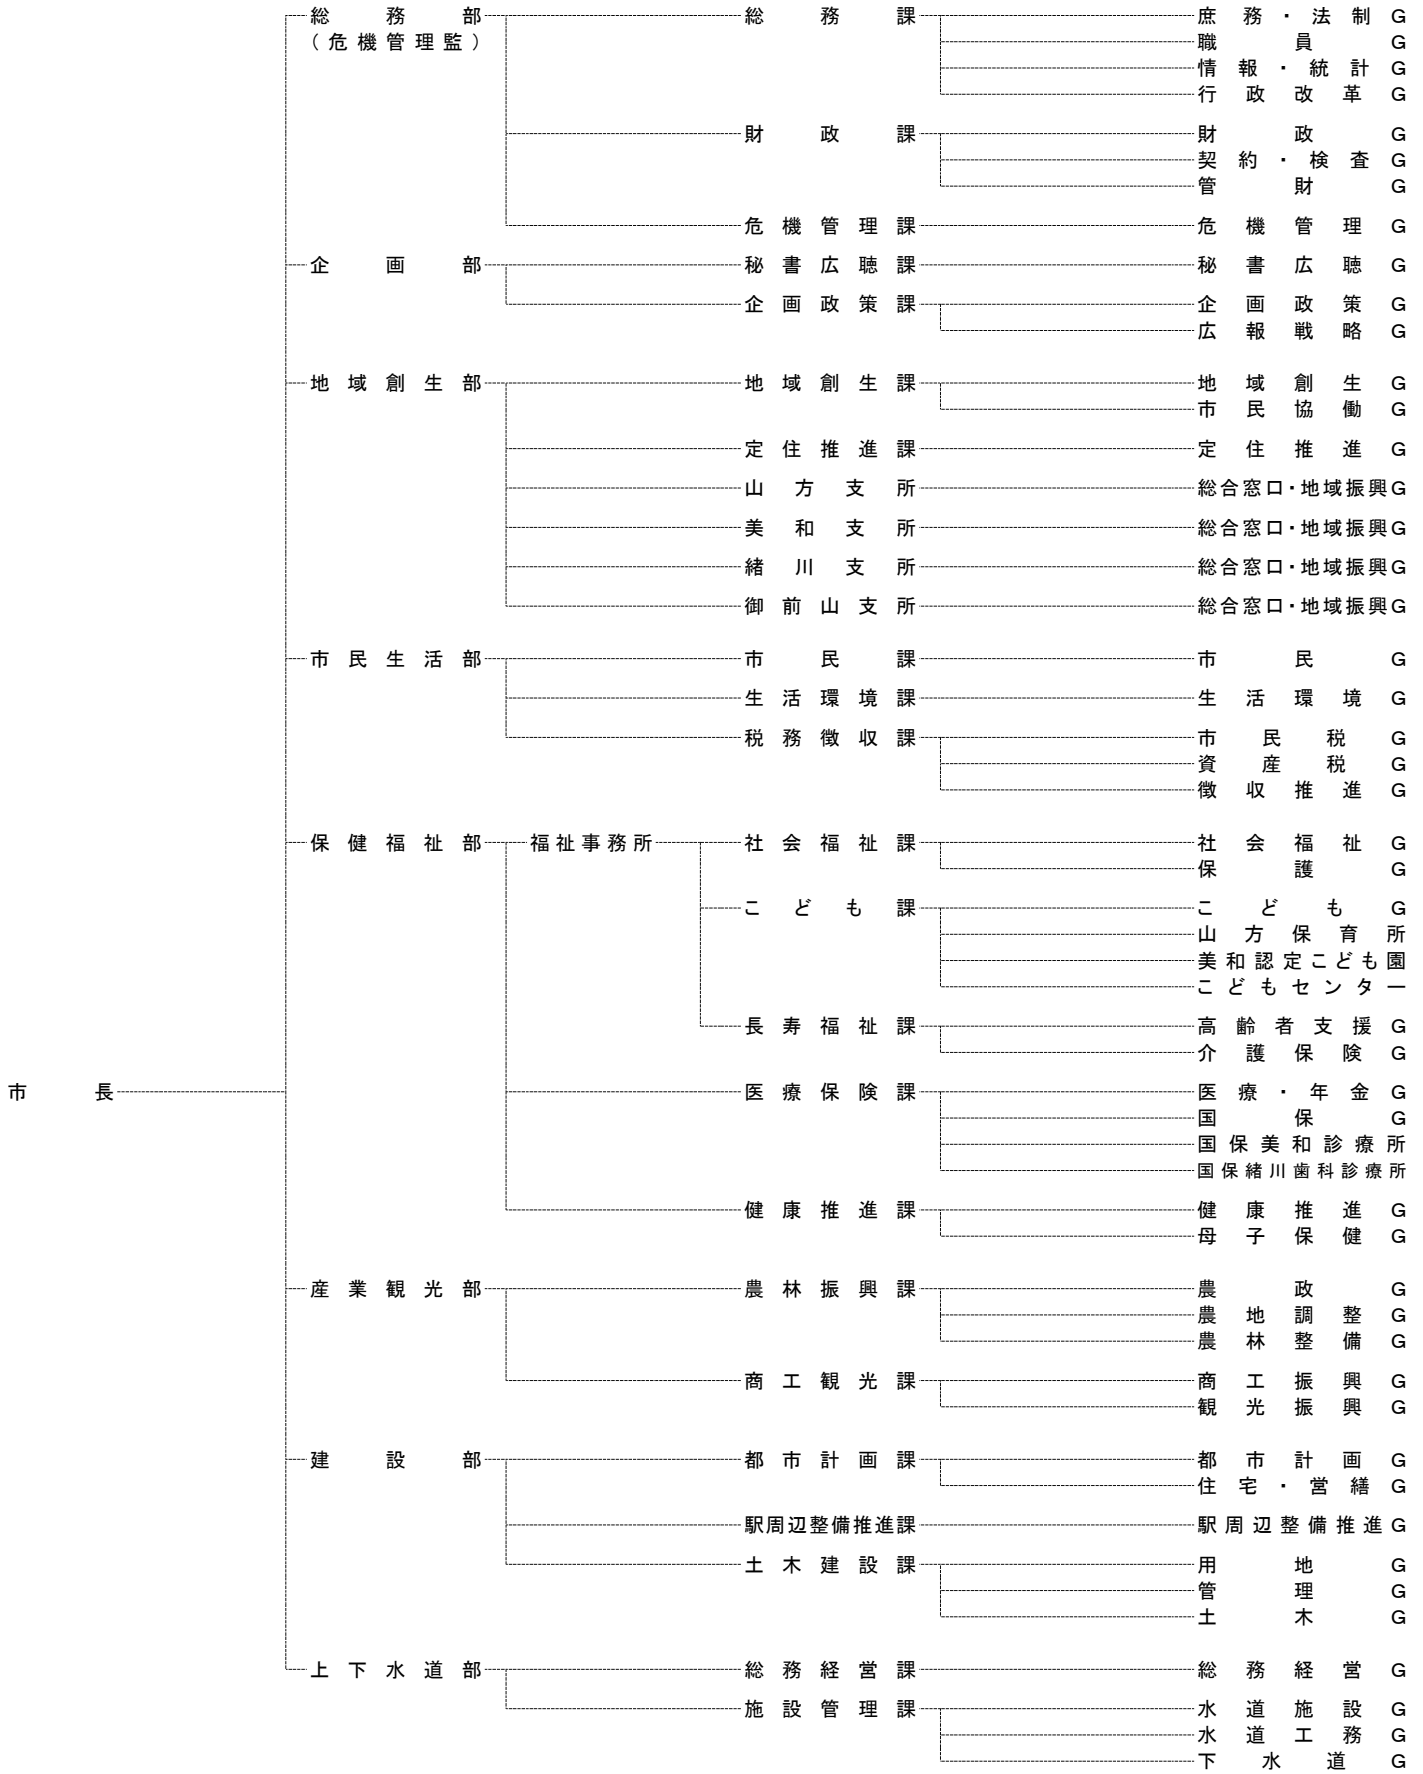 総務部 総務課 庶務・法制G
(危機管理監) 職員G
情報・統計G
行政改革G
財政課 財政G
契約・検査G
管財G
危機管理課 危機管理G
企画部 秘書広聴課 秘書広聴G
企画政策課 企画政策G
広報戦略G
地域創生部 地域創生課 地域創生G
市民協働G
定住推進課 定住推進G
山方支所 総合窓口・地域振興G
美和支所 総合窓口・地域振興G
緒川支所 総合窓口・地域振興G
御前山支所 総合窓口・地域振興G
市民生活部 市民課 市民G
生活環境課 生活環境G
税務徴収課 市民税G
資産税G
徴収推進G
保健福祉部 福祉事務所 社会福祉課 社会福祉G
保護G
こども課 こどもG
山方保育所
美和認定こども園
こどもセンター
長寿福祉課 高齢者支援G
介護保険G
市長 医療保険課 医療・年金G
国保G
国保美和診療所
国保緒川歯科診療所
健康推進課 健康推進G
母子保健G
産業観光部 農林振興課 農政G
農地調整G
農林整備G
商工観光課 商工振興G
観光振興G
建設部 都市計画課 都市計画G
住宅・営繕G
駅周辺整備推進課 駅周辺整備推進G
土木建設課 用地G
管理G
土木G
上下水道部 総務経営課 総務経営G
施設管理課 水道施設G
水道工務G
下水道G